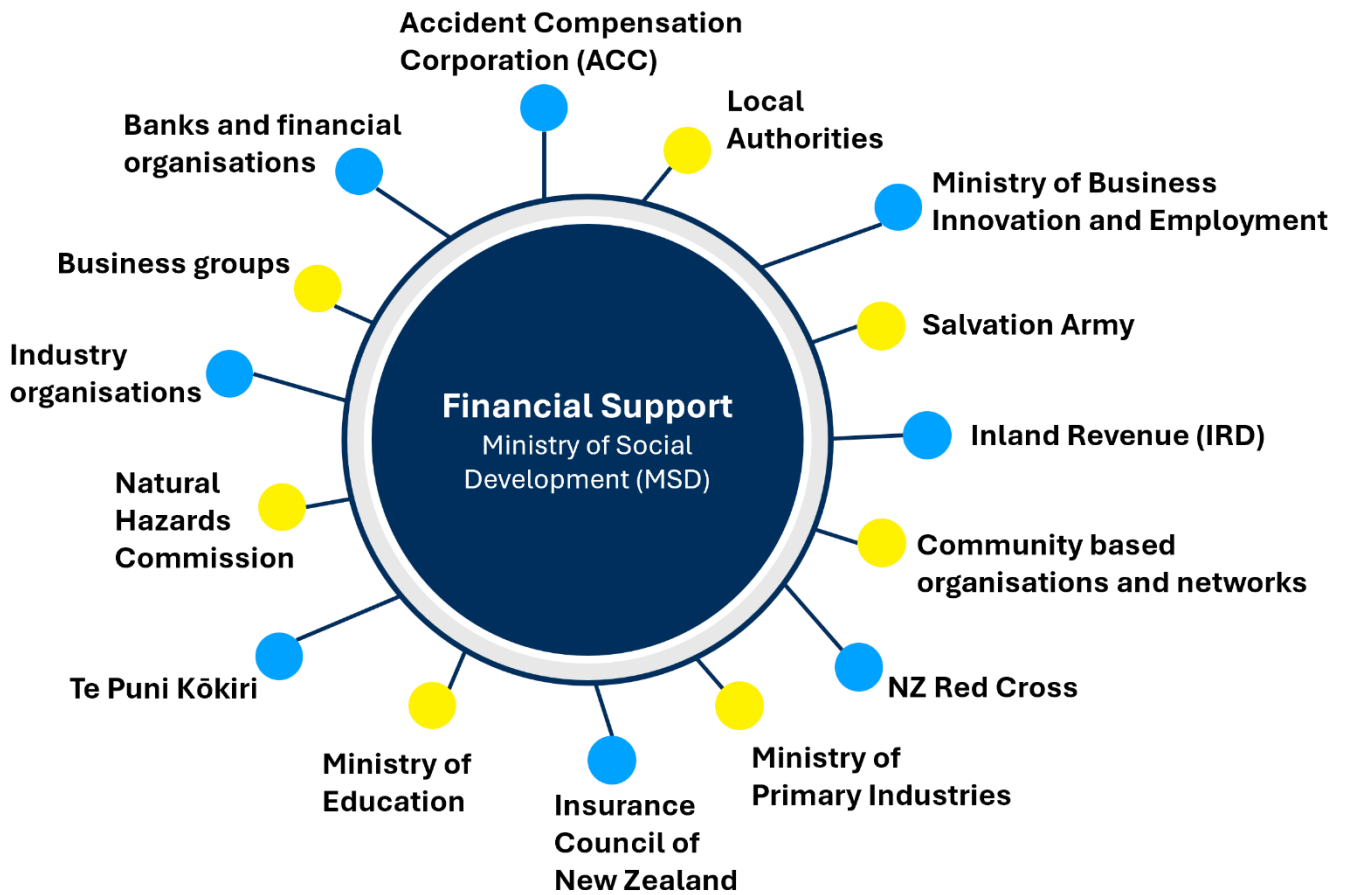 Accident Compensation
Corporation (ACC)
Local
Authorities
Ministry of Business
Innovation and Employment
Salvation Army
Inland Revenue (IRD)
Community based
organisations and networks
NZ Red Cross
Ministry of
Primary Industries
Insurance
Council of
New Zealand
Ministry of
Education
Te Puni Kōkiri
Natural
Hazards
Commission
Industry
organisations
Business groups
Banks and financial
organisations
Financial Support
Ministry of Social
Development (MSD)